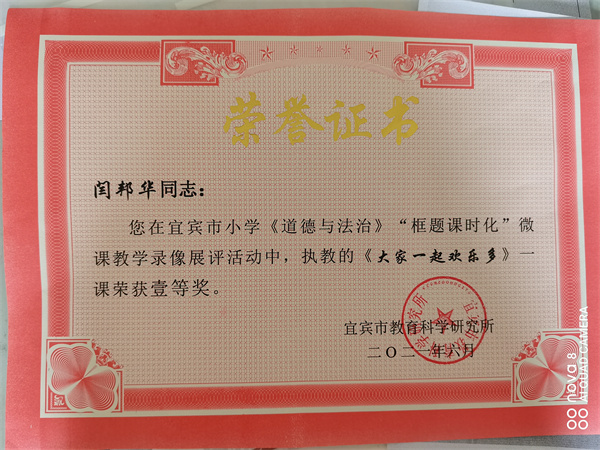 荣誉证书
闫邦华同志：
您在宜宾市小学《道德与法治》“框题课时化”微
课教学录像展评活动中，执教的《大家一起欢乐多》一
课荣获壹等奖。
宜宾市教育科学研究所
二〇二一年六月
nova 8
AI QUAD CAMERA